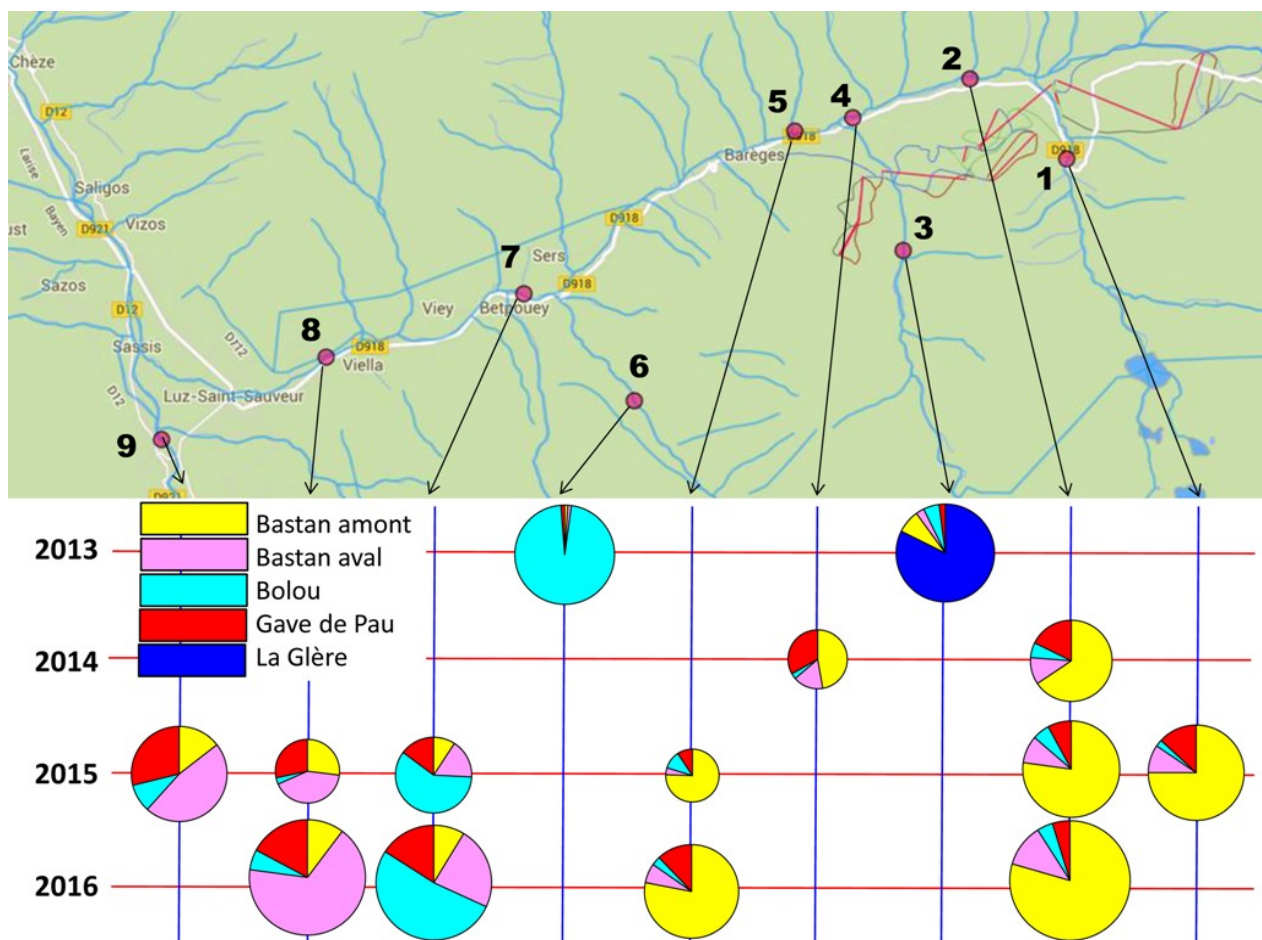 Chèze
D12
Larise
Bayen
Saligos
ust
D921
Vizos
Sazos
D12
Sassis
D712
D12
Luz-Saint-Sauveur
9
D921
8
D918
Viella
Viey
7
Sers
Betpouey
D918
D918
6
Barèges
5
D918
4
3
2
D918
1
Bastan amont
Bastan aval
Bolou
Gave de Pau
La Glère
2013
2014
2015
2016